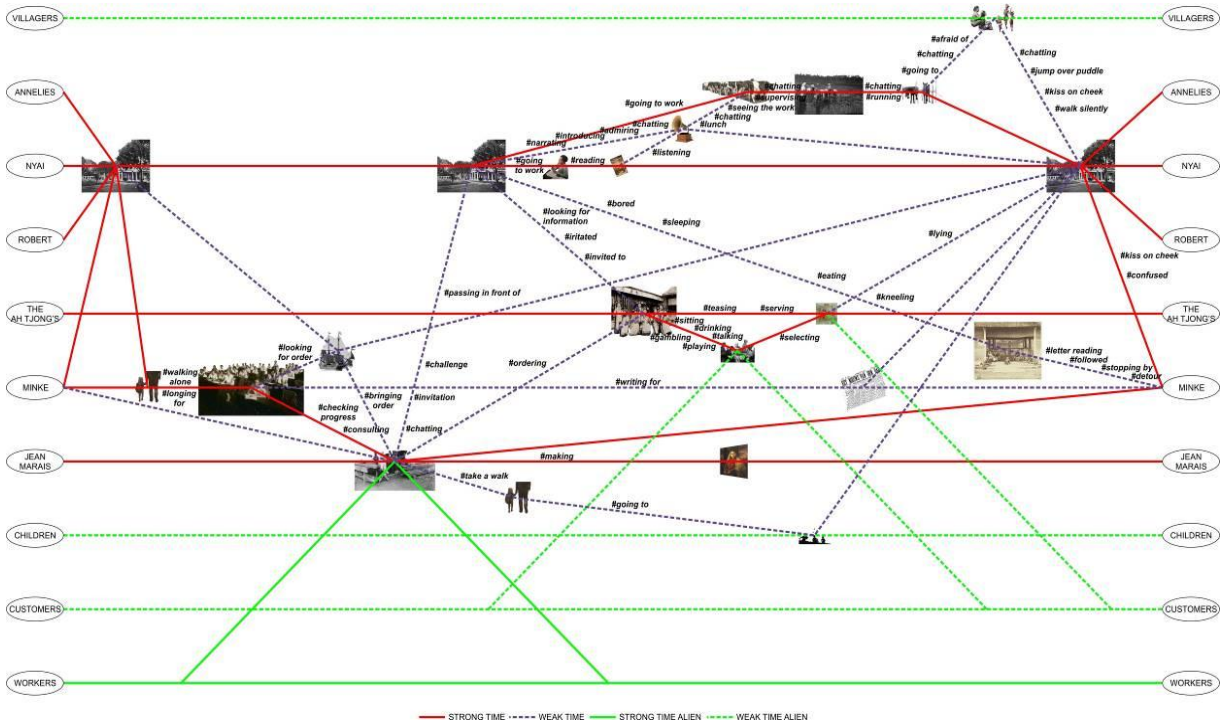 VILLAGERS
VILLAGERS
#afraid of
#chatting
#chatting
#going to
#jump over puddle
ANNELIES
#chatting
#chatting
#kiss on cheek
ANNELIES
#supervis
#running
#going to work
#seeing the work
#walk silently
#chatting
#admiring
#chatting
#lunch
#introducing
#narrating
#listening
NYAI
#going
to work
#reading
NYAI
#bored
#looking for
information
#sleeping
#lying
ROBERT
#iritated
ROBERT
#invited to
#kiss on cheek
#eating
#confused
#passing in front of
#kneeling
THE
AH TJONG'S
#teasing
#serving
THE
AH TJONG'S
#sitting
#drinking
#gambling
#talking
#playing
#selecting
#looking
for order
#letter reading
#challenge
#ordering
#followed
#walking
alone
#stopping by
#detour
MINKE
#longing
for
#bringing
order
#invitation
#writing for
MINKE
#checking
progress
#consulting
#chatting
JEAN
MARAIS
#making
JEAN
MARAIS
#take a walk
#going to
CHILDREN
CHILDREN
CUSTOMERS
CUSTOMERS
WORKERS
WORKERS
STRONG TIME
WEAK TIME
STRONG TIME ALIEN
WEAK TIME ALIEN